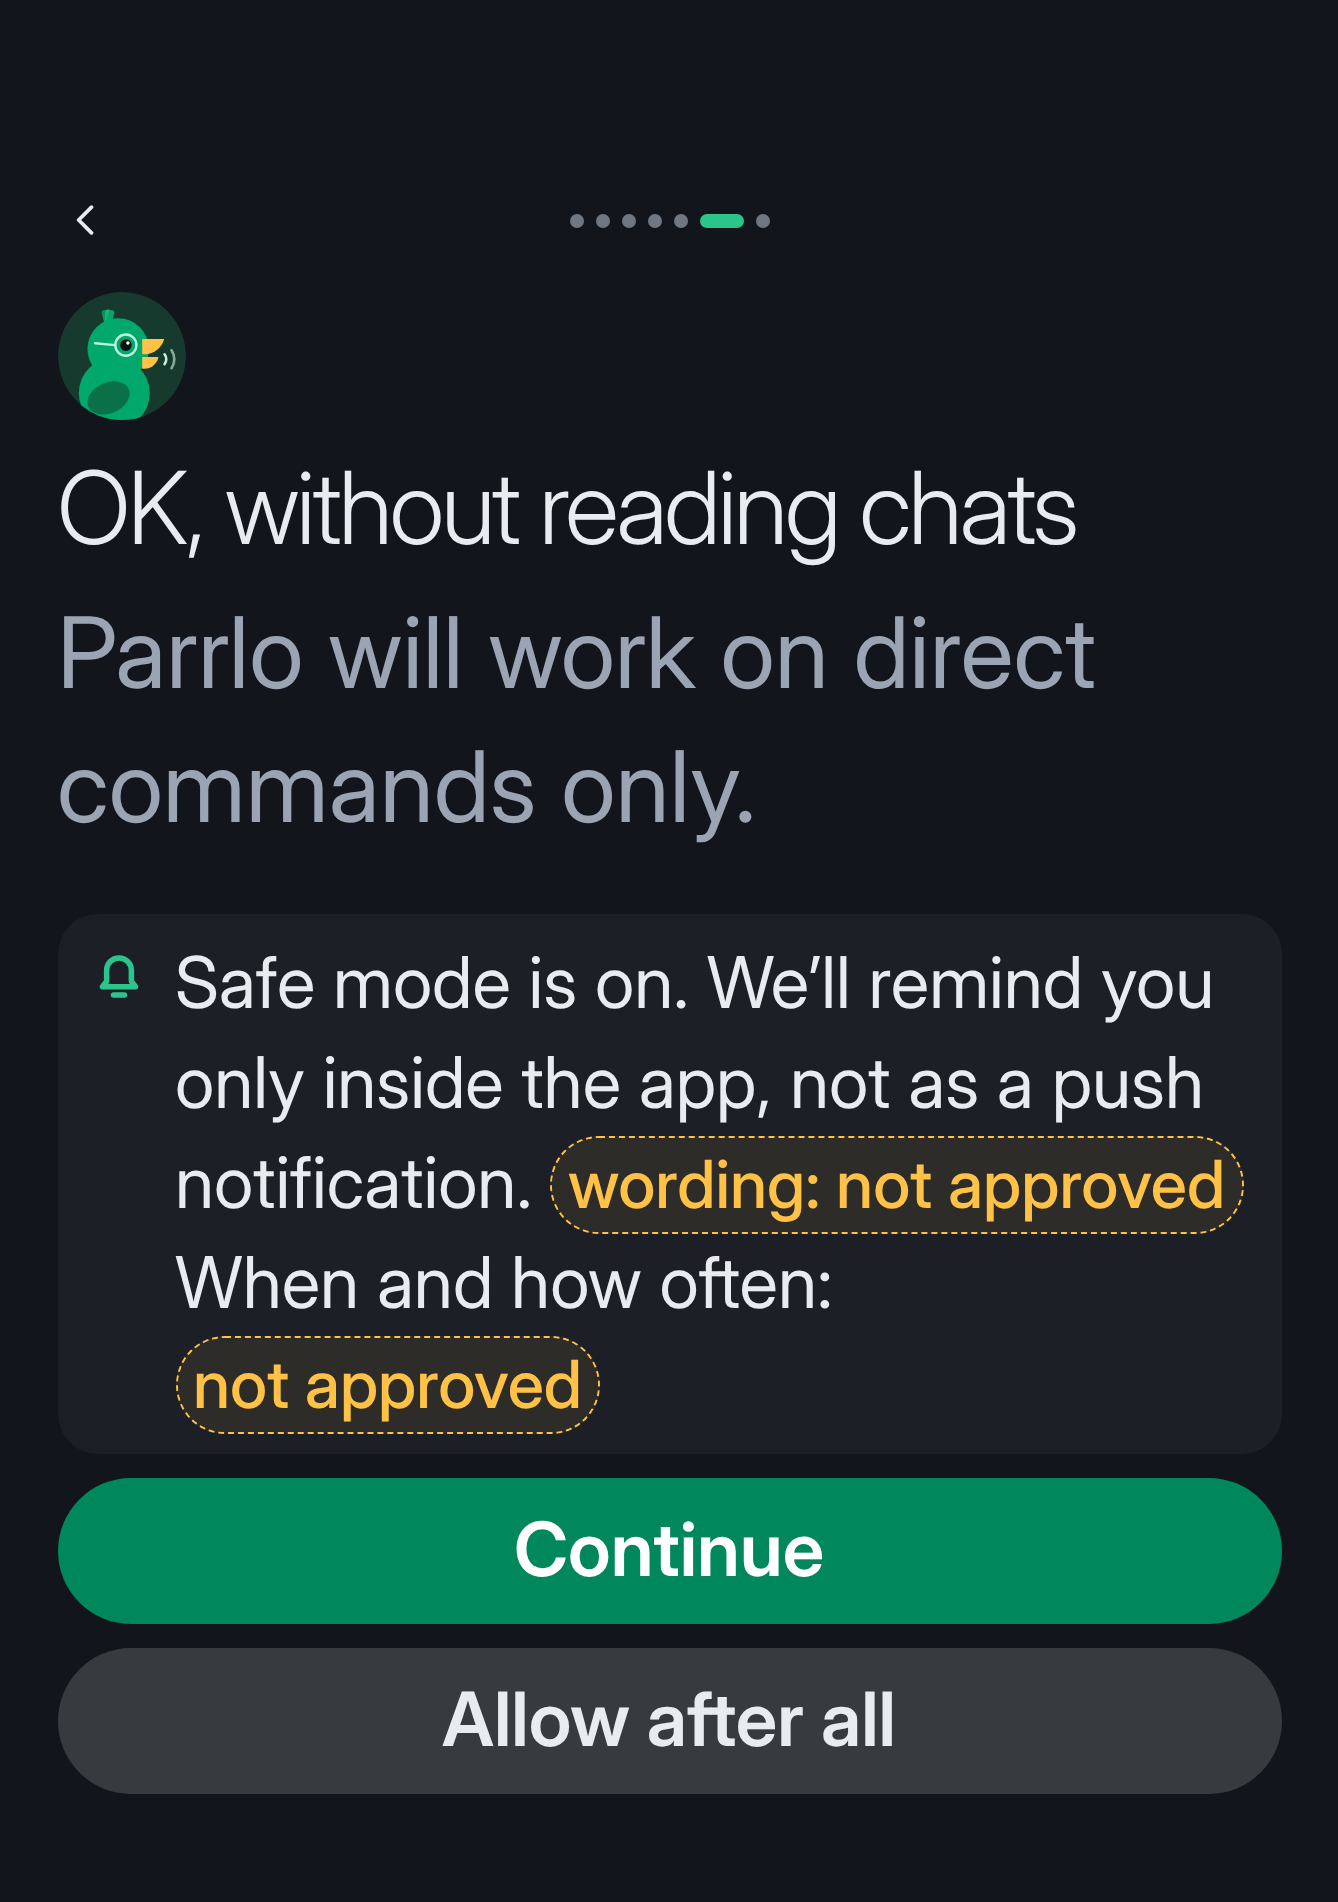 OK, without reading chats
Parrlo will work on direct
commands only.
Safe mode is on. We’ll remind you
only inside the app, not as a push
notification. wording: not approved
When and how often:
not approved
Continue
Allow after all